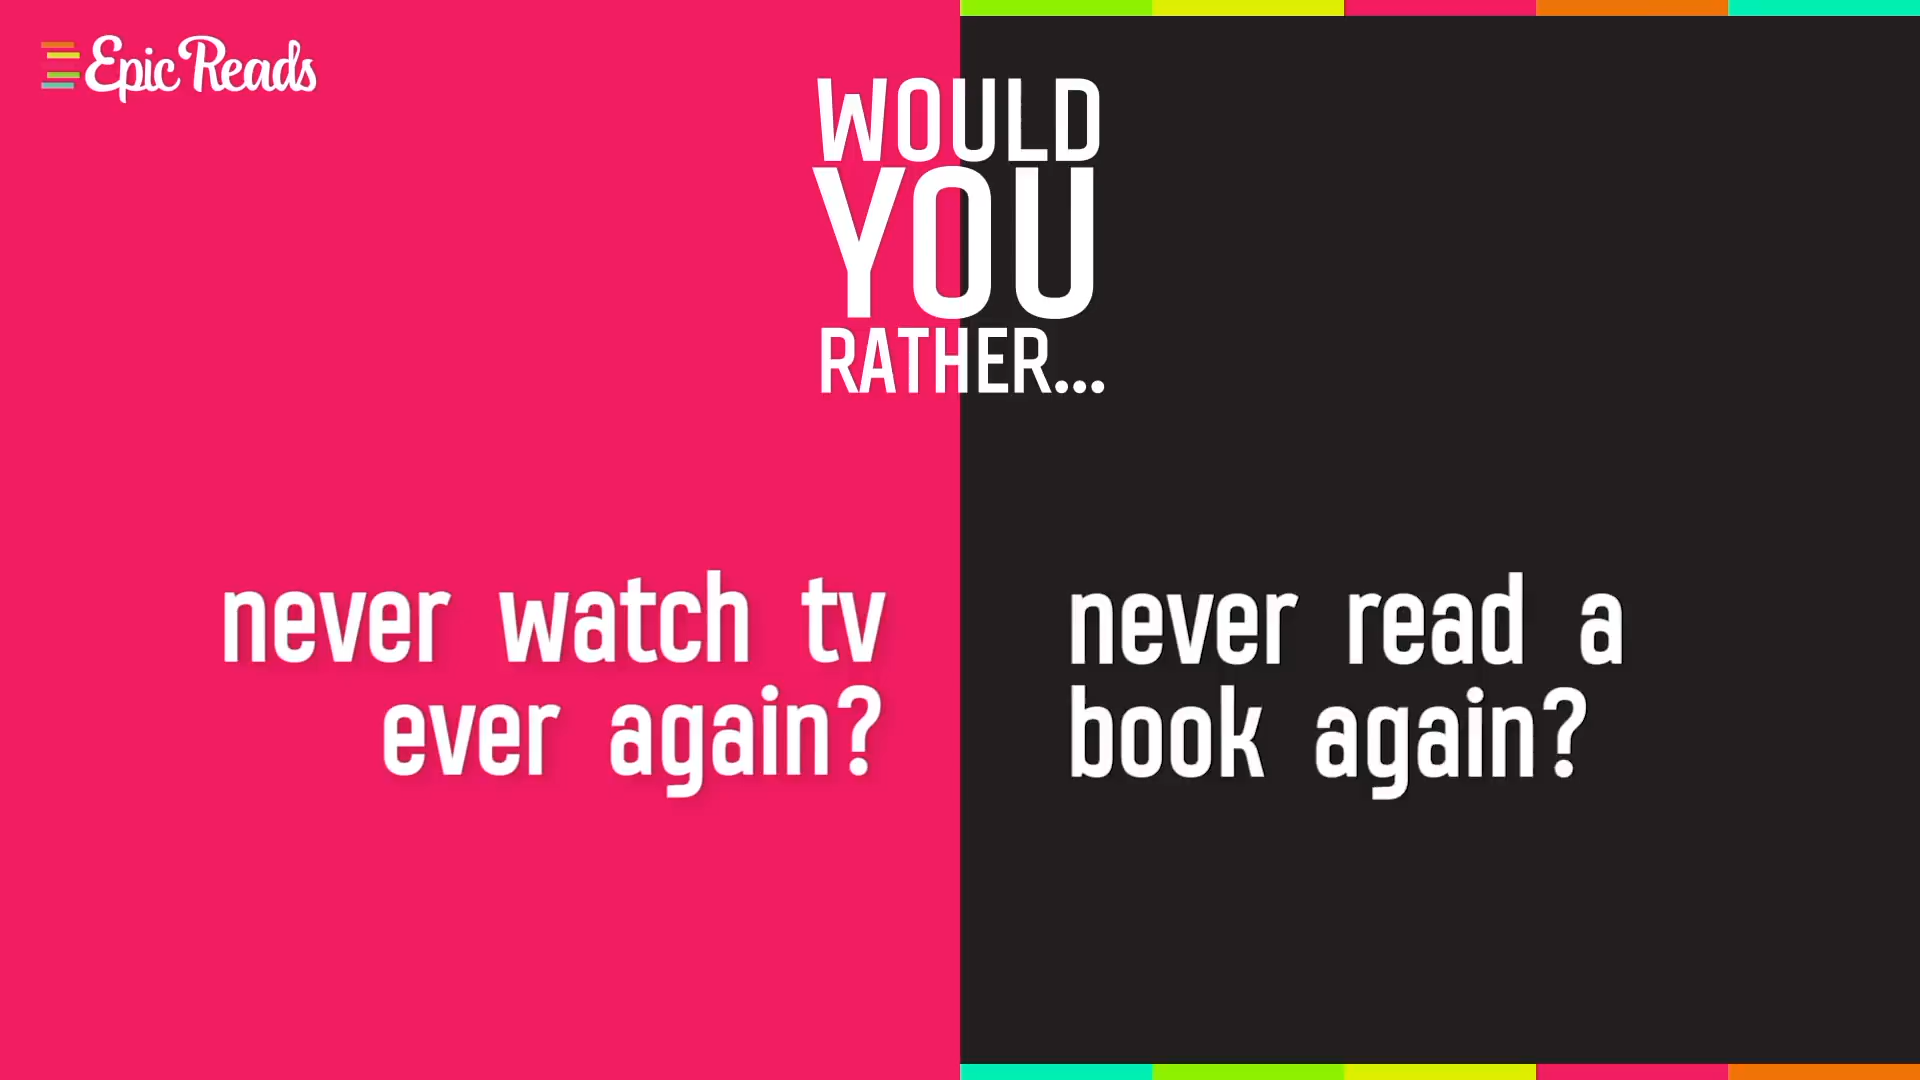 Epic Reads
WOULD
YOU
RATHER...
never watch tv
ever again?
never read a
book again?